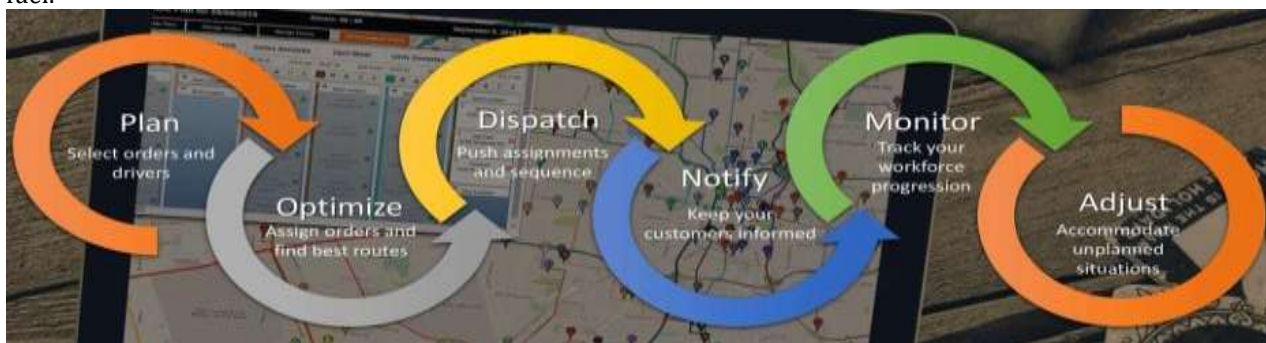 Plan
Select orders and
drivers
Optimize
Assign orders and
find best routes
Dispatch
Push assignments
and sequence
Notify
Keep your
customers informed
Monitor
Track your
workforce
progression
Adjust
Accommodate
unplanned
situations